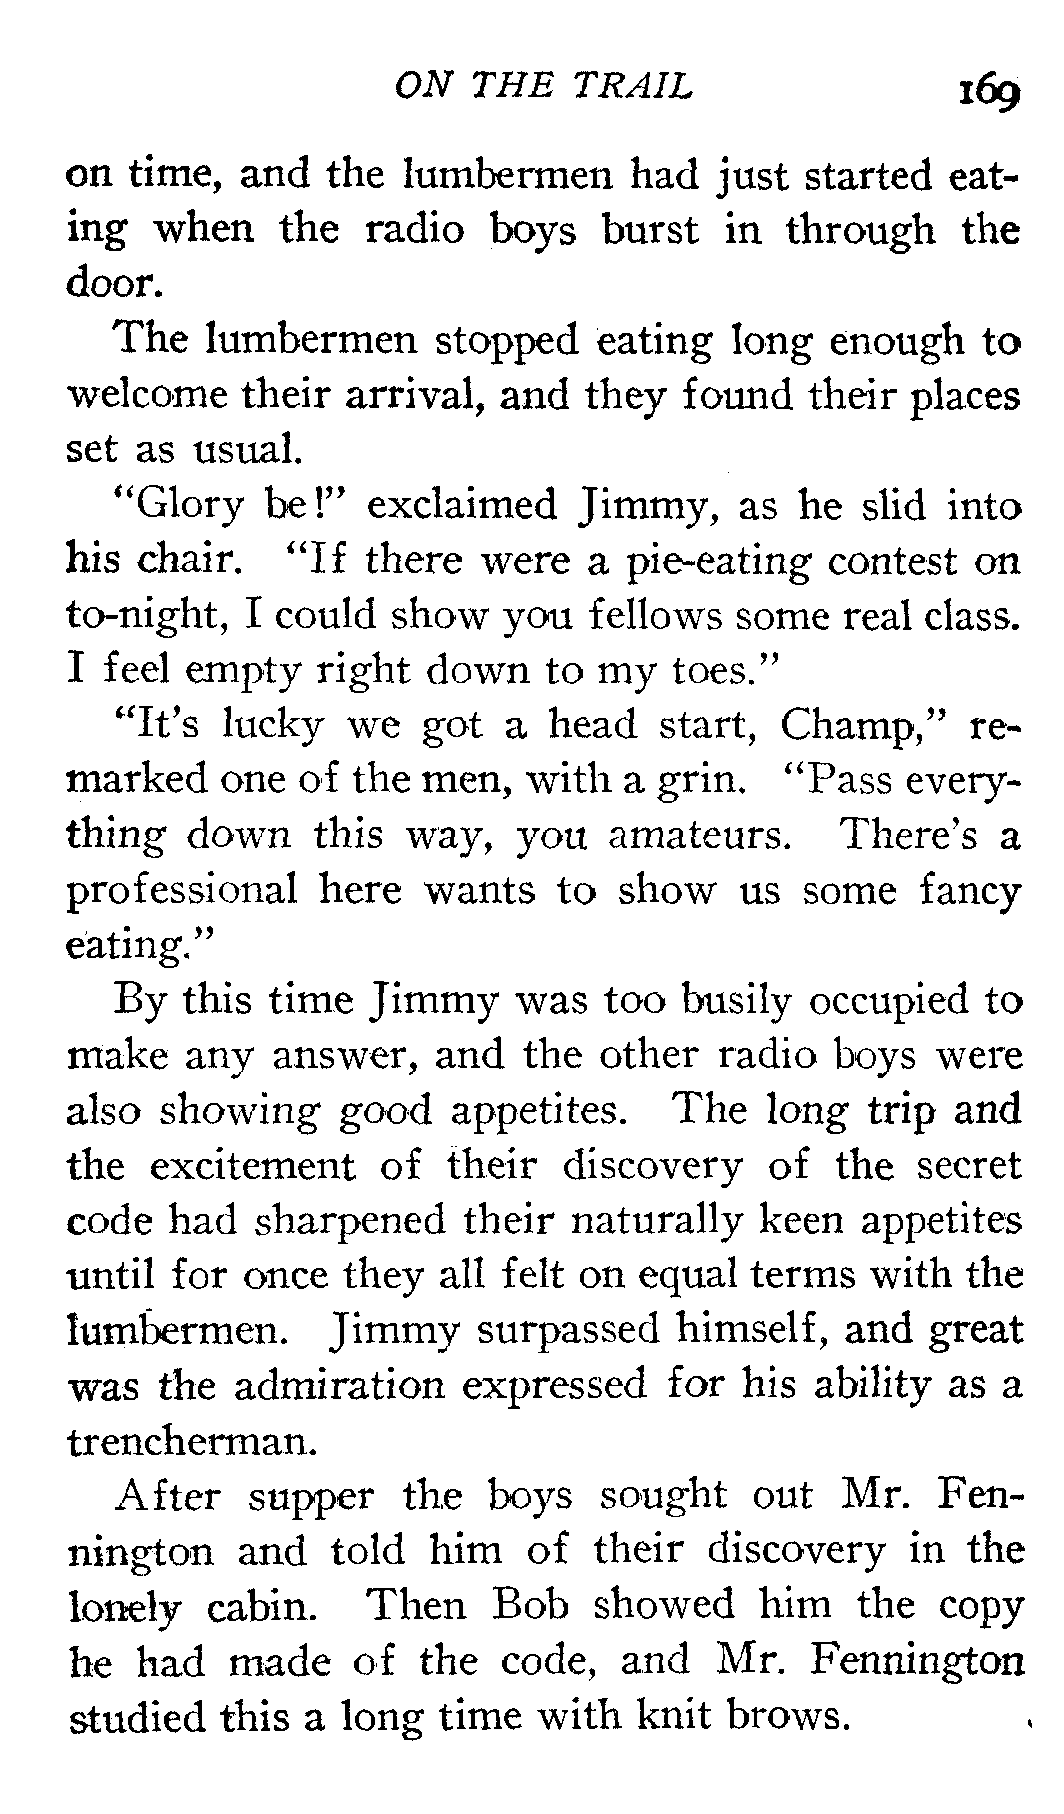 ON THE TRAIL 169
on time, and the lumbermen had just started eat-
ing when the radio boys burst in through the
door.
The lumbermen stopped eating long enough to
welcome their arrival, and they found their places
set as usual.
“Glory be!” exclaimed Jimmy, as he slid into
his chair. “If there were a pie-eating contest on
to-night, I could show you fellows some real class.
I feel empty right down to my toes.”
“It’s lucky we got a head start, Champ,” re-
marked one of the men, with a grin. “Pass every-
thing down this way, you amateurs. There’s a
professional here wants to show us some fancy
eating.”
By this time Jimmy was too busily occupied to
make any answer, and the other radio boys were
also showing good appetites. The long trip and
the excitement of their discovery of the secret
code had sharpened their naturally keen appetites
until for once they all felt on equal terms with the
lumbermen. Jimmy surpassed himself, and great
was the admiration expressed for his ability as a
trencherman.
After supper the boys sought out Mr. Fen-
nington and told him of their discovery in the
lonely cabin. Then Bob showed him the copy
he had made of the code, and Mr. Fennington
studied this a long time with knit brows.